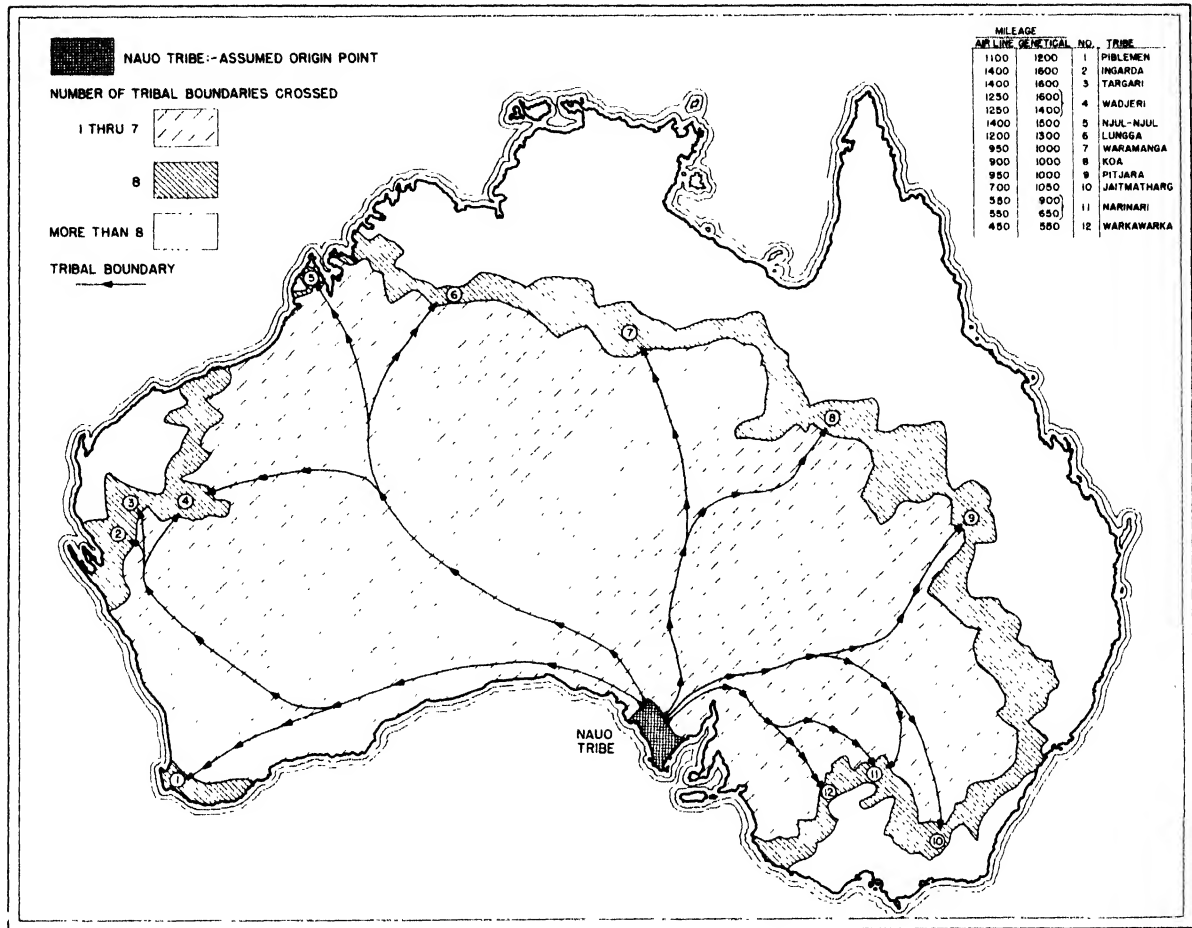 NAUO TRIBE:-ASSUMED ORIGIN POINT
NUMBER OF TRIBAL BOUNDARIES CROSSED
1 THRU 7
8
MORE THAN 8
TRIBAL BOUNDARY
MILEAGE
AIR LINE GENETICAL NO. TRIBE
1100 1200 1 PIBLEMEN
1400 1600 2 INGARDA
1400 1600 3 TARGARI
1250 1600
4 WADJERI
1250 1400
1400 1500 5 NJUL-NJUL
1200 1300 6 LUNGGA
950 1000 7 WARAMANGA
900 1000 8 KOA
950 1000 9 PITJARA
700 1050 10 JAITMATHARG
900
11 NARINARI
550 650
450 12 WARKAWARKA
5
6
7
8
3
4
2
9
NAUO
TRIBE
1
11
12
10